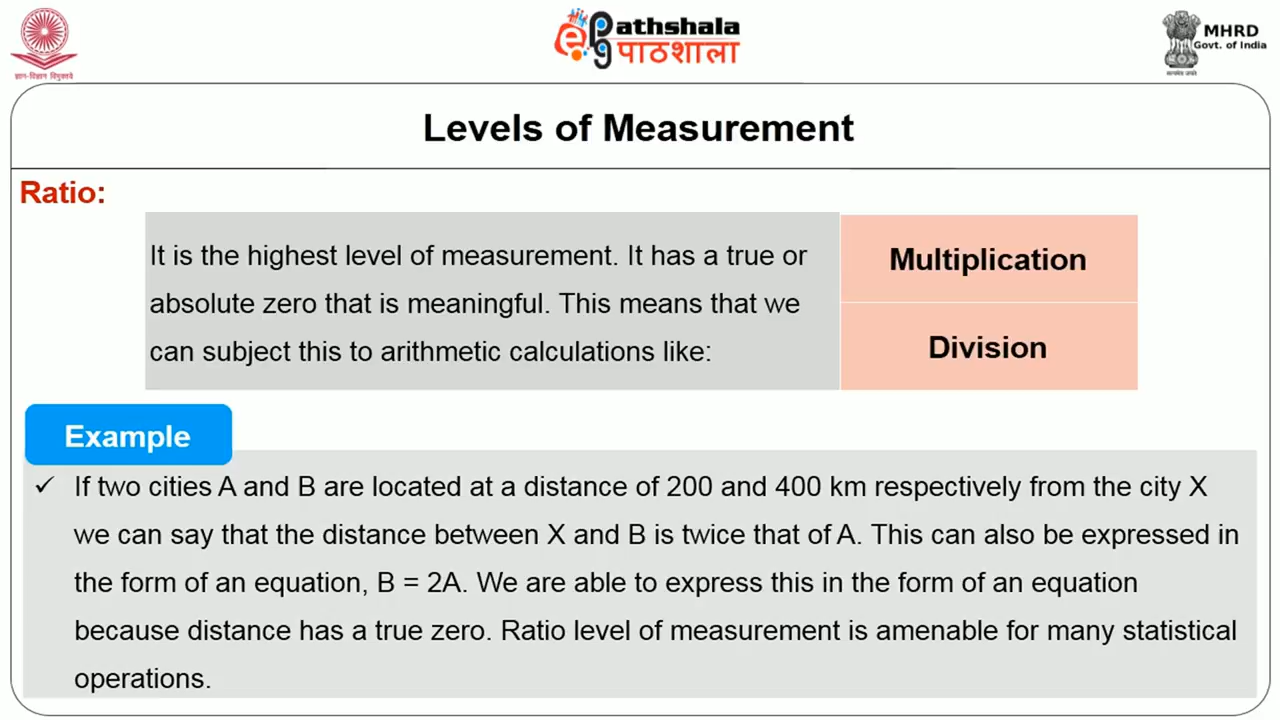 ज्ञान-विज्ञान विमुक्तये
Pathshala
पाठशाला
MHRD
Govt. of India
सत्यमेव जयते
Levels of Measurement
Ratio:
It is the highest level of measurement. It has a true or
absolute zero that is meaningful. This means that we
can subject this to arithmetic calculations like:
Multiplication
Division
Example
✓ If two cities A and B are located at a distance of 200 and 400 km respectively from the city X
we can say that the distance between X and B is twice that of A. This can also be expressed in
the form of an equation, B = 2A. We are able to express this in the form of an equation
because distance has a true zero. Ratio level of measurement is amenable for many statistical
operations.